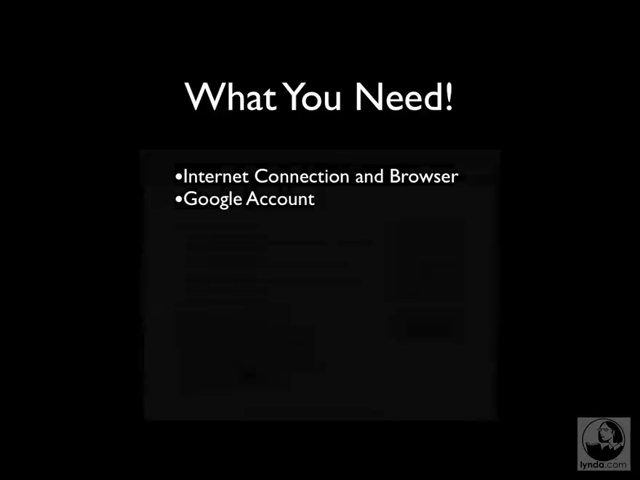 What You Need!
•Internet Connection and Browser
•Google Account
lynda.com